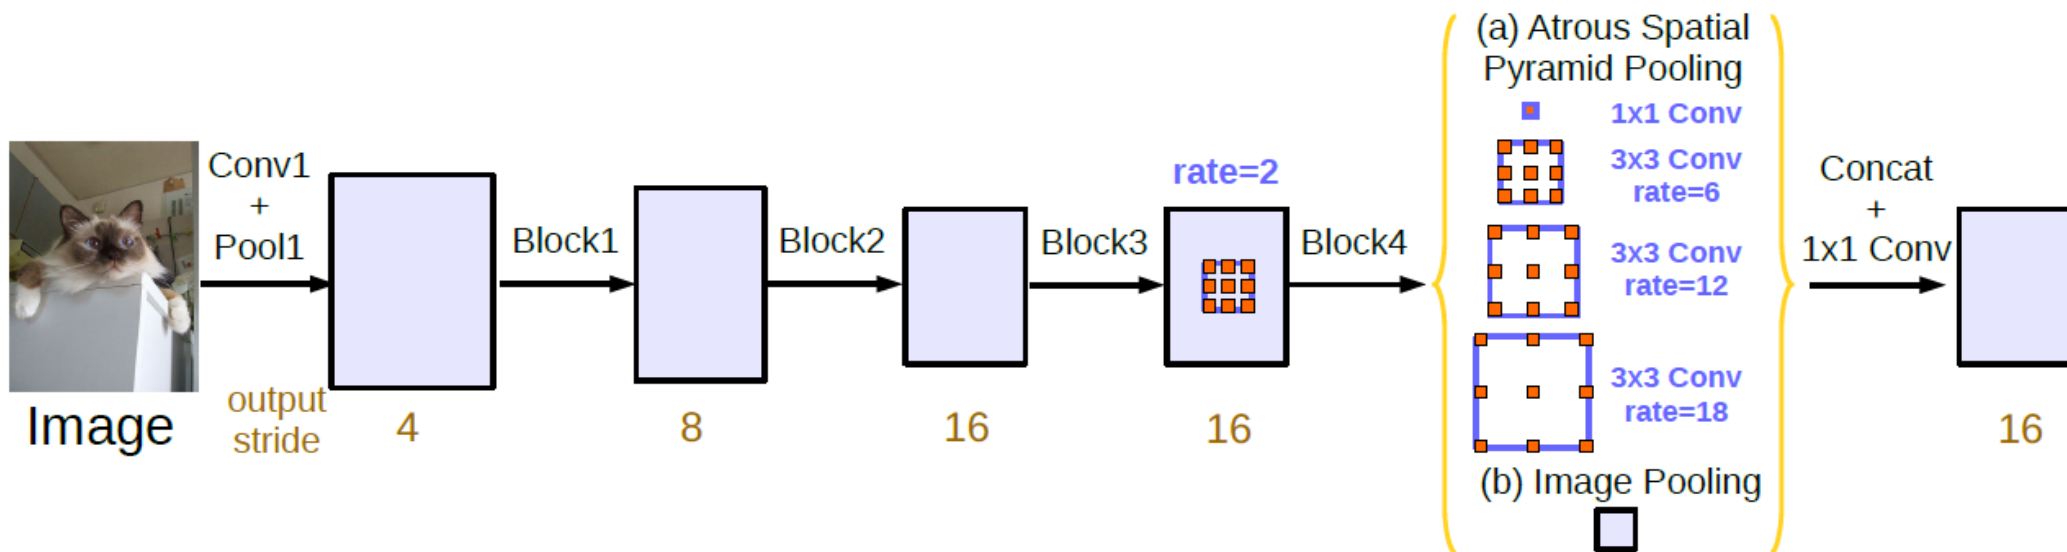 Image
Conv1
+
Pool1
output
stride
4
Block1
8
Block2
16
Block3
rate=2
16
Block4
(a) Atrous Spatial
Pyramid Pooling
1x1 Conv
3x3 Conv
rate=6
3x3 Conv
rate=12
3x3 Conv
rate=18
(b) Image Pooling
Concat
+
1x1 Conv
16